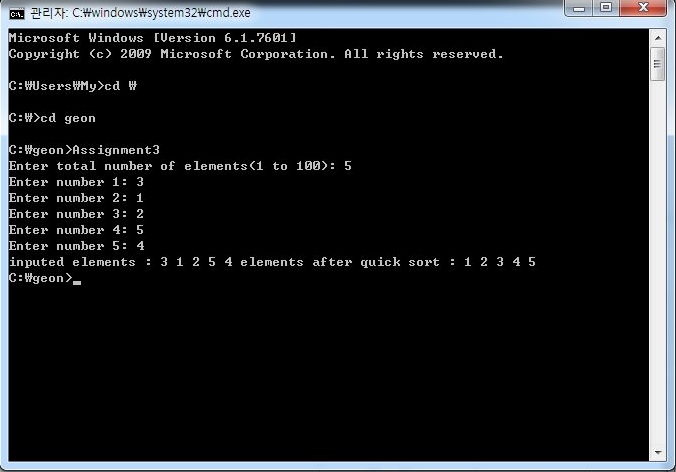 관리자: C:₩windows₩system32₩cmd.exe
Microsoft Windows [Version 6.1.7601]
Copyright (c) 2009 Microsoft Corporation. All rights reserved.
C:₩Users₩My>cd ₩
C:₩>cd geon
C:₩geon>Assignment3
Enter total number of elements(1 to 100): 5
Enter number 1: 3
Enter number 2: 1
Enter number 3: 2
Enter number 4: 5
Enter number 5: 4
inputed elements : 3 1 2 5 4 elements after quick sort : 1 2 3 4 5
C:₩geon>_